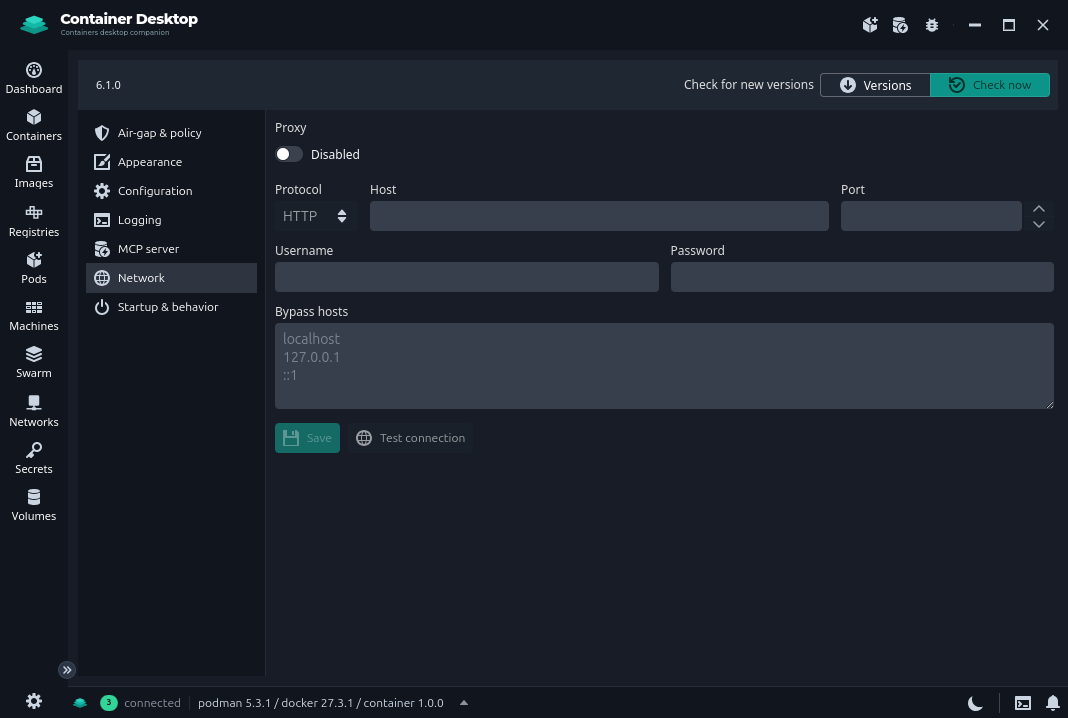 Container Desktop
Containers desktop companion
Dashboard
Containers
Images
Registries
Pods
Machines
Swarm
Networks
Secrets
Volumes
6.1.0
Check for new versions
Versions
Check now
Air-gap & policy
Appearance
Configuration
Logging
MCP server
Network
Startup & behavior
Proxy
Disabled
Protocol
Host
Port
HTTP
Username
Password
Bypass hosts
localhost
127.0.0.1
::1
Save
Test connection
3
connected
podman 5.3.1 / docker 27.3.1 / container 1.0.0